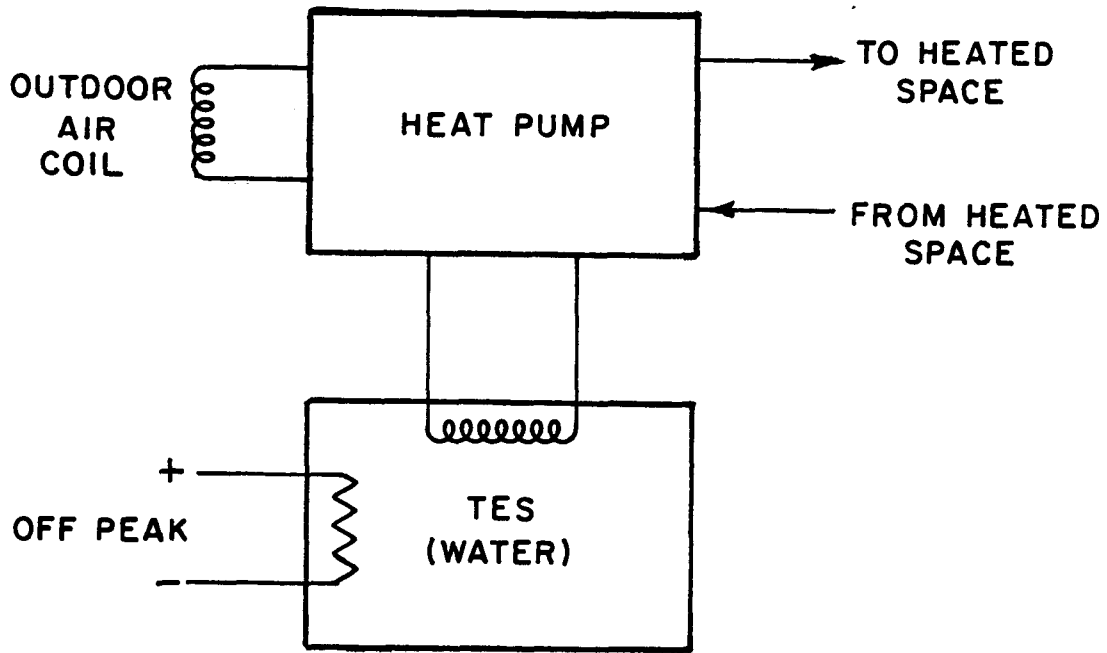 OUTDOOR
AIR
COIL
HEAT PUMP
TO HEATED
SPACE
FROM HEATED
SPACE
+
OFF PEAK
-
TES
(WATER)